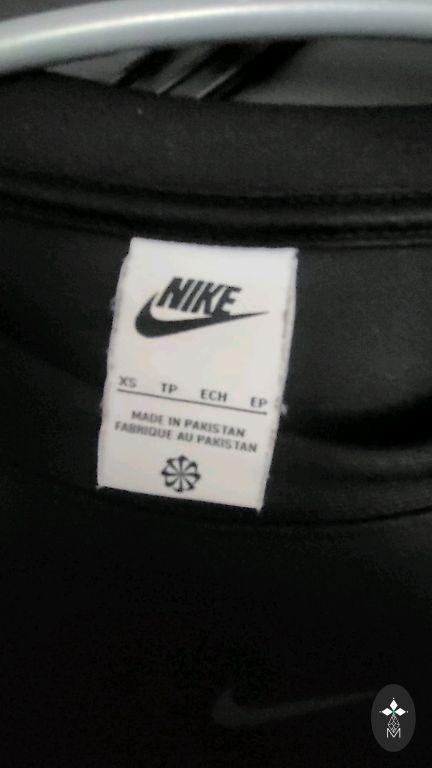 NIKE
XS TP ECH EP
MADE IN PAKISTAN
FABRIQUE AU PAKISTAN
M